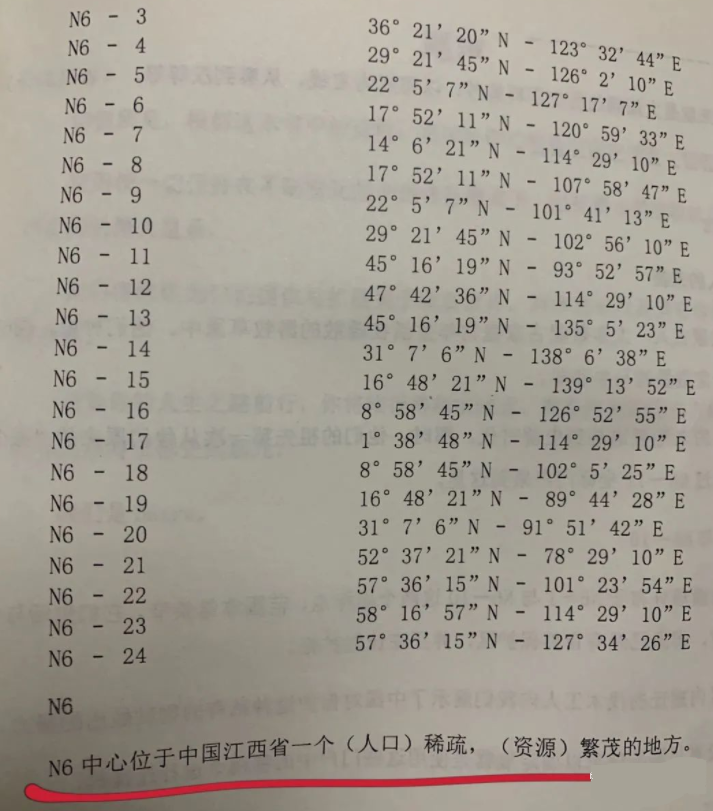 N6 - 3 36° 21′ 20″ N - 123° 32′ 44″ E
N6 - 4 29° 21′ 45″ N - 126° 2′ 10″ E
N6 - 5 22° 5′ 7″ N - 127° 17′ 7″ E
N6 - 6 17° 52′ 11″ N - 120° 59′ 33″ E
N6 - 7 14° 6′ 21″ N - 114° 29′ 10″ E
N6 - 8 17° 52′ 11″ N - 107° 58′ 47″ E
N6 - 9 22° 5′ 7″ N - 101° 41′ 13″ E
N6 - 10 29° 21′ 45″ N - 102° 56′ 10″ E
N6 - 11 45° 16′ 19″ N - 93° 52′ 57″ E
N6 - 12 47° 42′ 36″ N - 114° 29′ 10″ E
N6 - 13 45° 16′ 19″ N - 135° 5′ 23″ E
N6 - 14 31° 7′ 6″ N - 138° 6′ 38″ E
N6 - 15 16° 48′ 21″ N - 139° 13′ 52″ E
N6 - 16 8° 58′ 45″ N - 126° 52′ 55″ E
N6 - 17 1° 38′ 48″ N - 114° 29′ 10″ E
N6 - 18 8° 58′ 45″ N - 102° 5′ 25″ E
N6 - 19 16° 48′ 21″ N - 89° 44′ 28″ E
N6 - 20 31° 7′ 6″ N - 91° 51′ 42″ E
N6 - 21 52° 37′ 21″ N - 78° 29′ 10″ E
N6 - 22 57° 36′ 15″ N - 101° 23′ 54″ E
N6 - 23 58° 16′ 57″ N - 114° 29′ 10″ E
N6 - 24 57° 36′ 15″ N - 127° 34′ 26″ E
N6
N6 中心位于中国江西省一个（人口）稀疏，（资源）繁茂的地方。